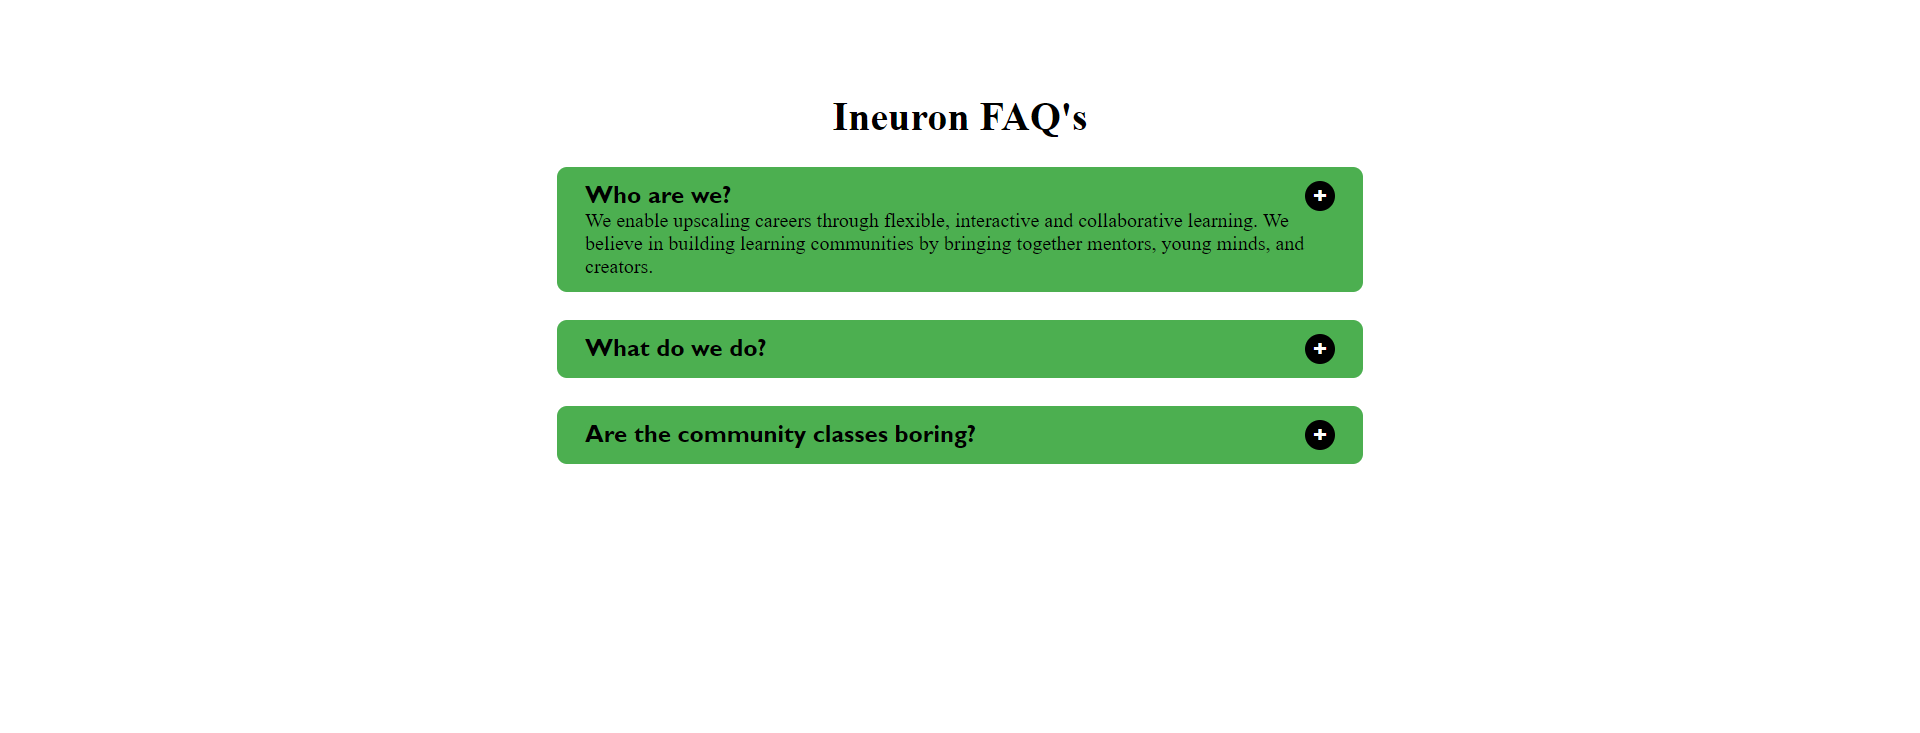 Ineuron FAQ's
Who are we?
We enable upscaling careers through flexible, interactive and collaborative learning. We
believe in building learning communities by bringing together mentors, young minds, and
creators.
What do we do?
Are the community classes boring?